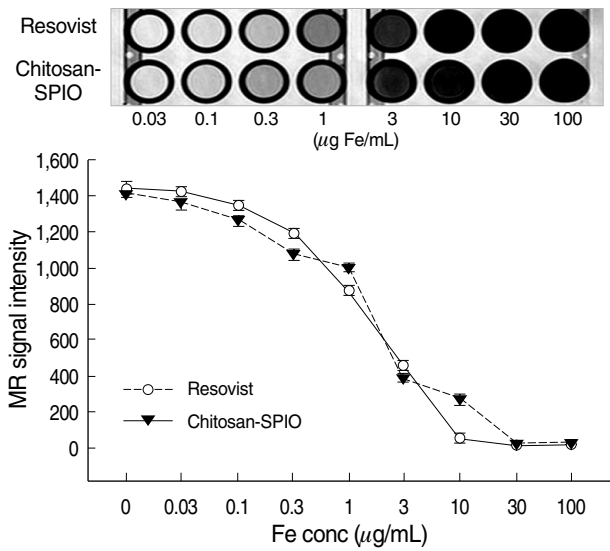 Resovist
Chitosan-
SPIO
0.03 0.1 0.3 1 3 10 30 100
(μg Fe/mL)
1,600
1,400
1,200
1,000
800
600
400
200
0
MR signal intensity
Resovist
Chitosan-SPIO
0 0.03 0.1 0.3 1 3 10 30 100
Fe conc (μg/mL)